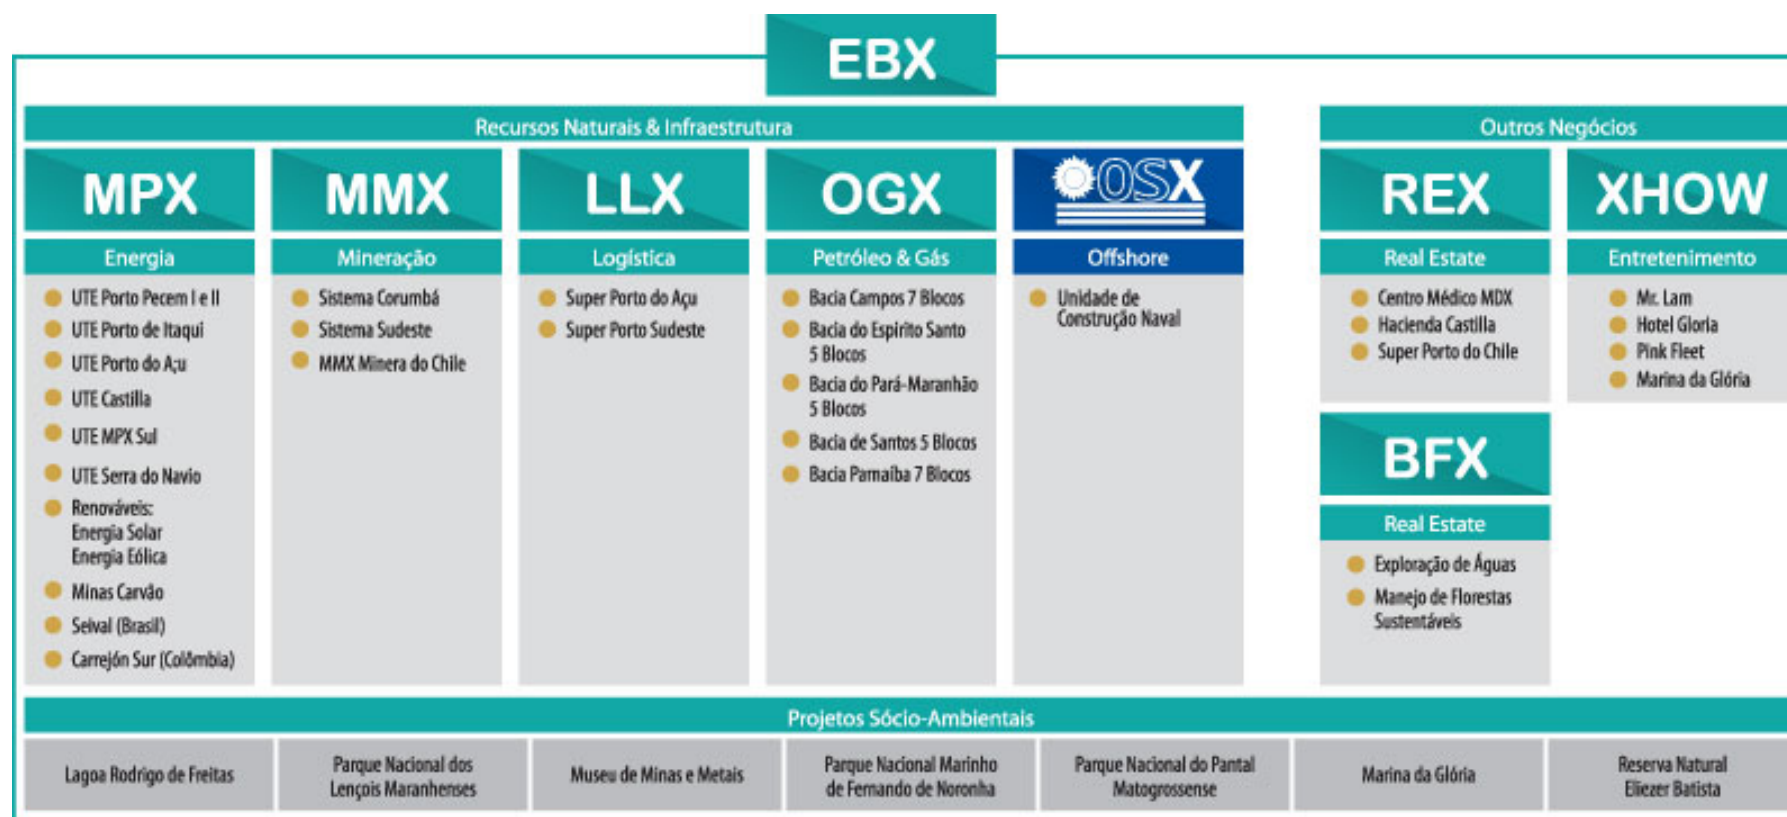 EBX
Recursos Naturais & Infraestrutura
MPX
Energia
UTE Porto Pecem I e II
UTE Porto de Itaqui
UTE Porto do A;u
UTE Castilla
UTE MPX Sul
UTE Serra do Navio
Renováveis:
Energia Solar
Energia Eólica
Minas Carvão
Seival (Brasil)
Carrejón Sur (Colômbia)
MMX
Mineração
Sistema Corumbá
Sistema Sudeste
MMX Minera do Chile
LLX
Logística
Super Porto do Açu
Super Porto Sudeste
OGX
Petróleo & Gás
Bacia Campos 7 Blocos
Bacia do Espirito Santo
5 Blocos
Bacia do Pará-Maranhão
5 Blocos
Bacia de Santos 5 Blocos
Bacia Parnaíba 7 Blocos
OSX
Offshore
Unidade de
Construção Naval
Outros Negócios
REX
Real Estate
Centro Médico MDX
Hacienda Castilla
Super Porto do Chile
XHOW
Entretenimento
Mr. Lam
Hotel Gloria
Pink Fleet
Marina da Glória
BFX
Real Estate
Exploração de Águas
Manejo de Florestas
Sustentáveis
Projetos Sócio-Ambientais
Lagoa Rodrigo de Freitas
Parque Nacional dos
Lençois Maranhenses
Museu de Minas e Metais
Parque Nacional Marinho
de Fernando de Noronha
Parque Nacional do Pantal
Matogrossense
Marina da Glória
Reserva Natural
Eliezer Batista